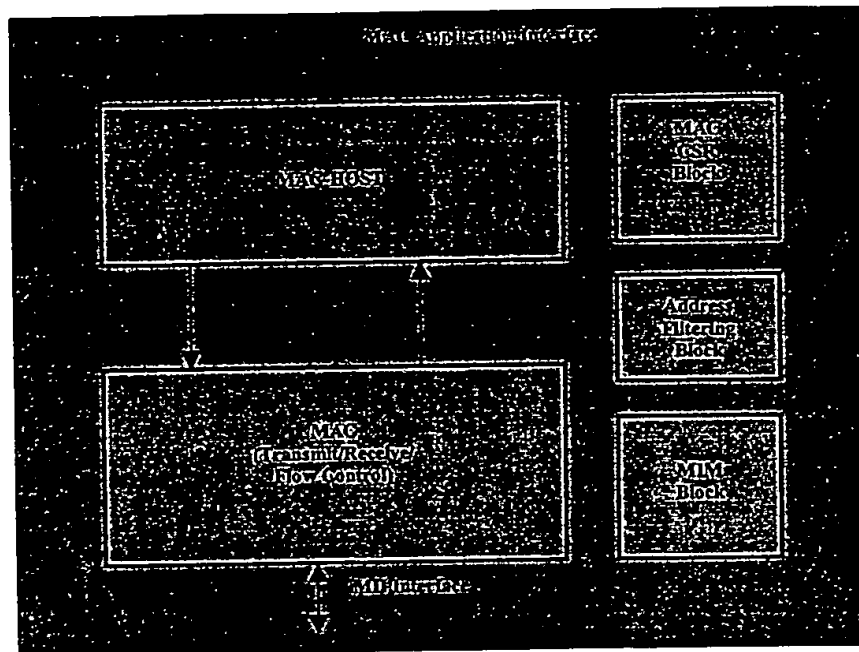 MAC Application Interface
MAC-HOST
MAC
CSR
Block
Address
Filtering
Block
MAC
(Transmit/Receive/
Flow-Control)
MIM
Block
MII Interface